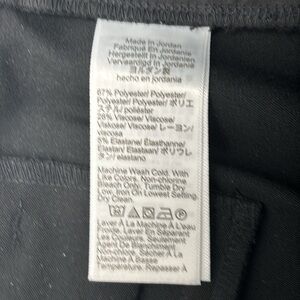 Made in Jordan
Fabriqué En Jordanie
Hergestellt in Jordanien
Vervaardigd in Jordanië
ヨルダン製
hecho en jordania
67% Polyester/ Polyester/
Polyester/ Polyester/ ポリエ
ステル/ poliéster
28% Viscose/ Viscose/
Viskose/ Viscose/ レーヨン/
viscosa
5% Elastane/ Élasthanne/
Elastan/ Elastaan/ ポリウレ
タン/ elastano
Machine Wash Cold. With
Like Colors. Non-chlorine
Bleach Only. Tumble Dry
Low. Iron On Lowest Setting.
Dry Clean.
Laver À La Machine À L'eau
Froide. Laver En Séparant
Les Couleurs. Seulement
Agent De Blanchiment
Non-chloré. Sécher À La
Machine À Basse
Température. Repasser À